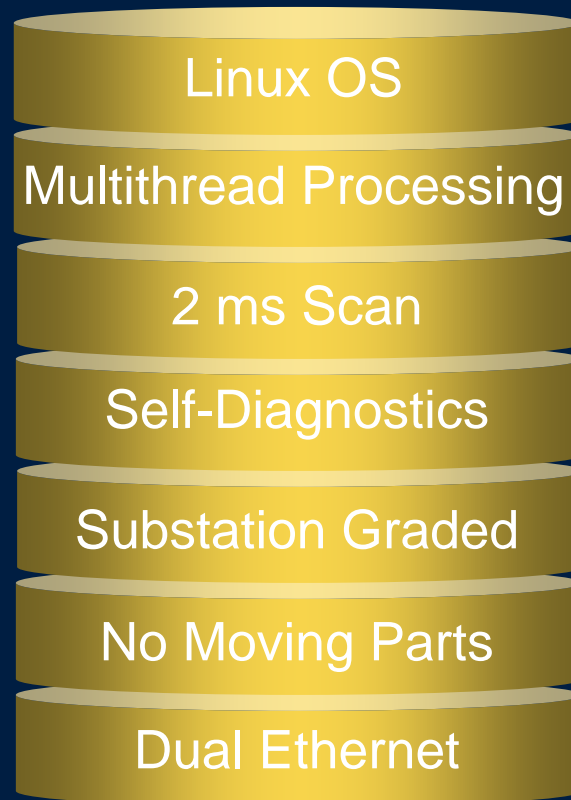 Linux OS
Multithread Processing
2 ms Scan
Self-Diagnostics
Substation Graded
No Moving Parts
Dual Ethernet